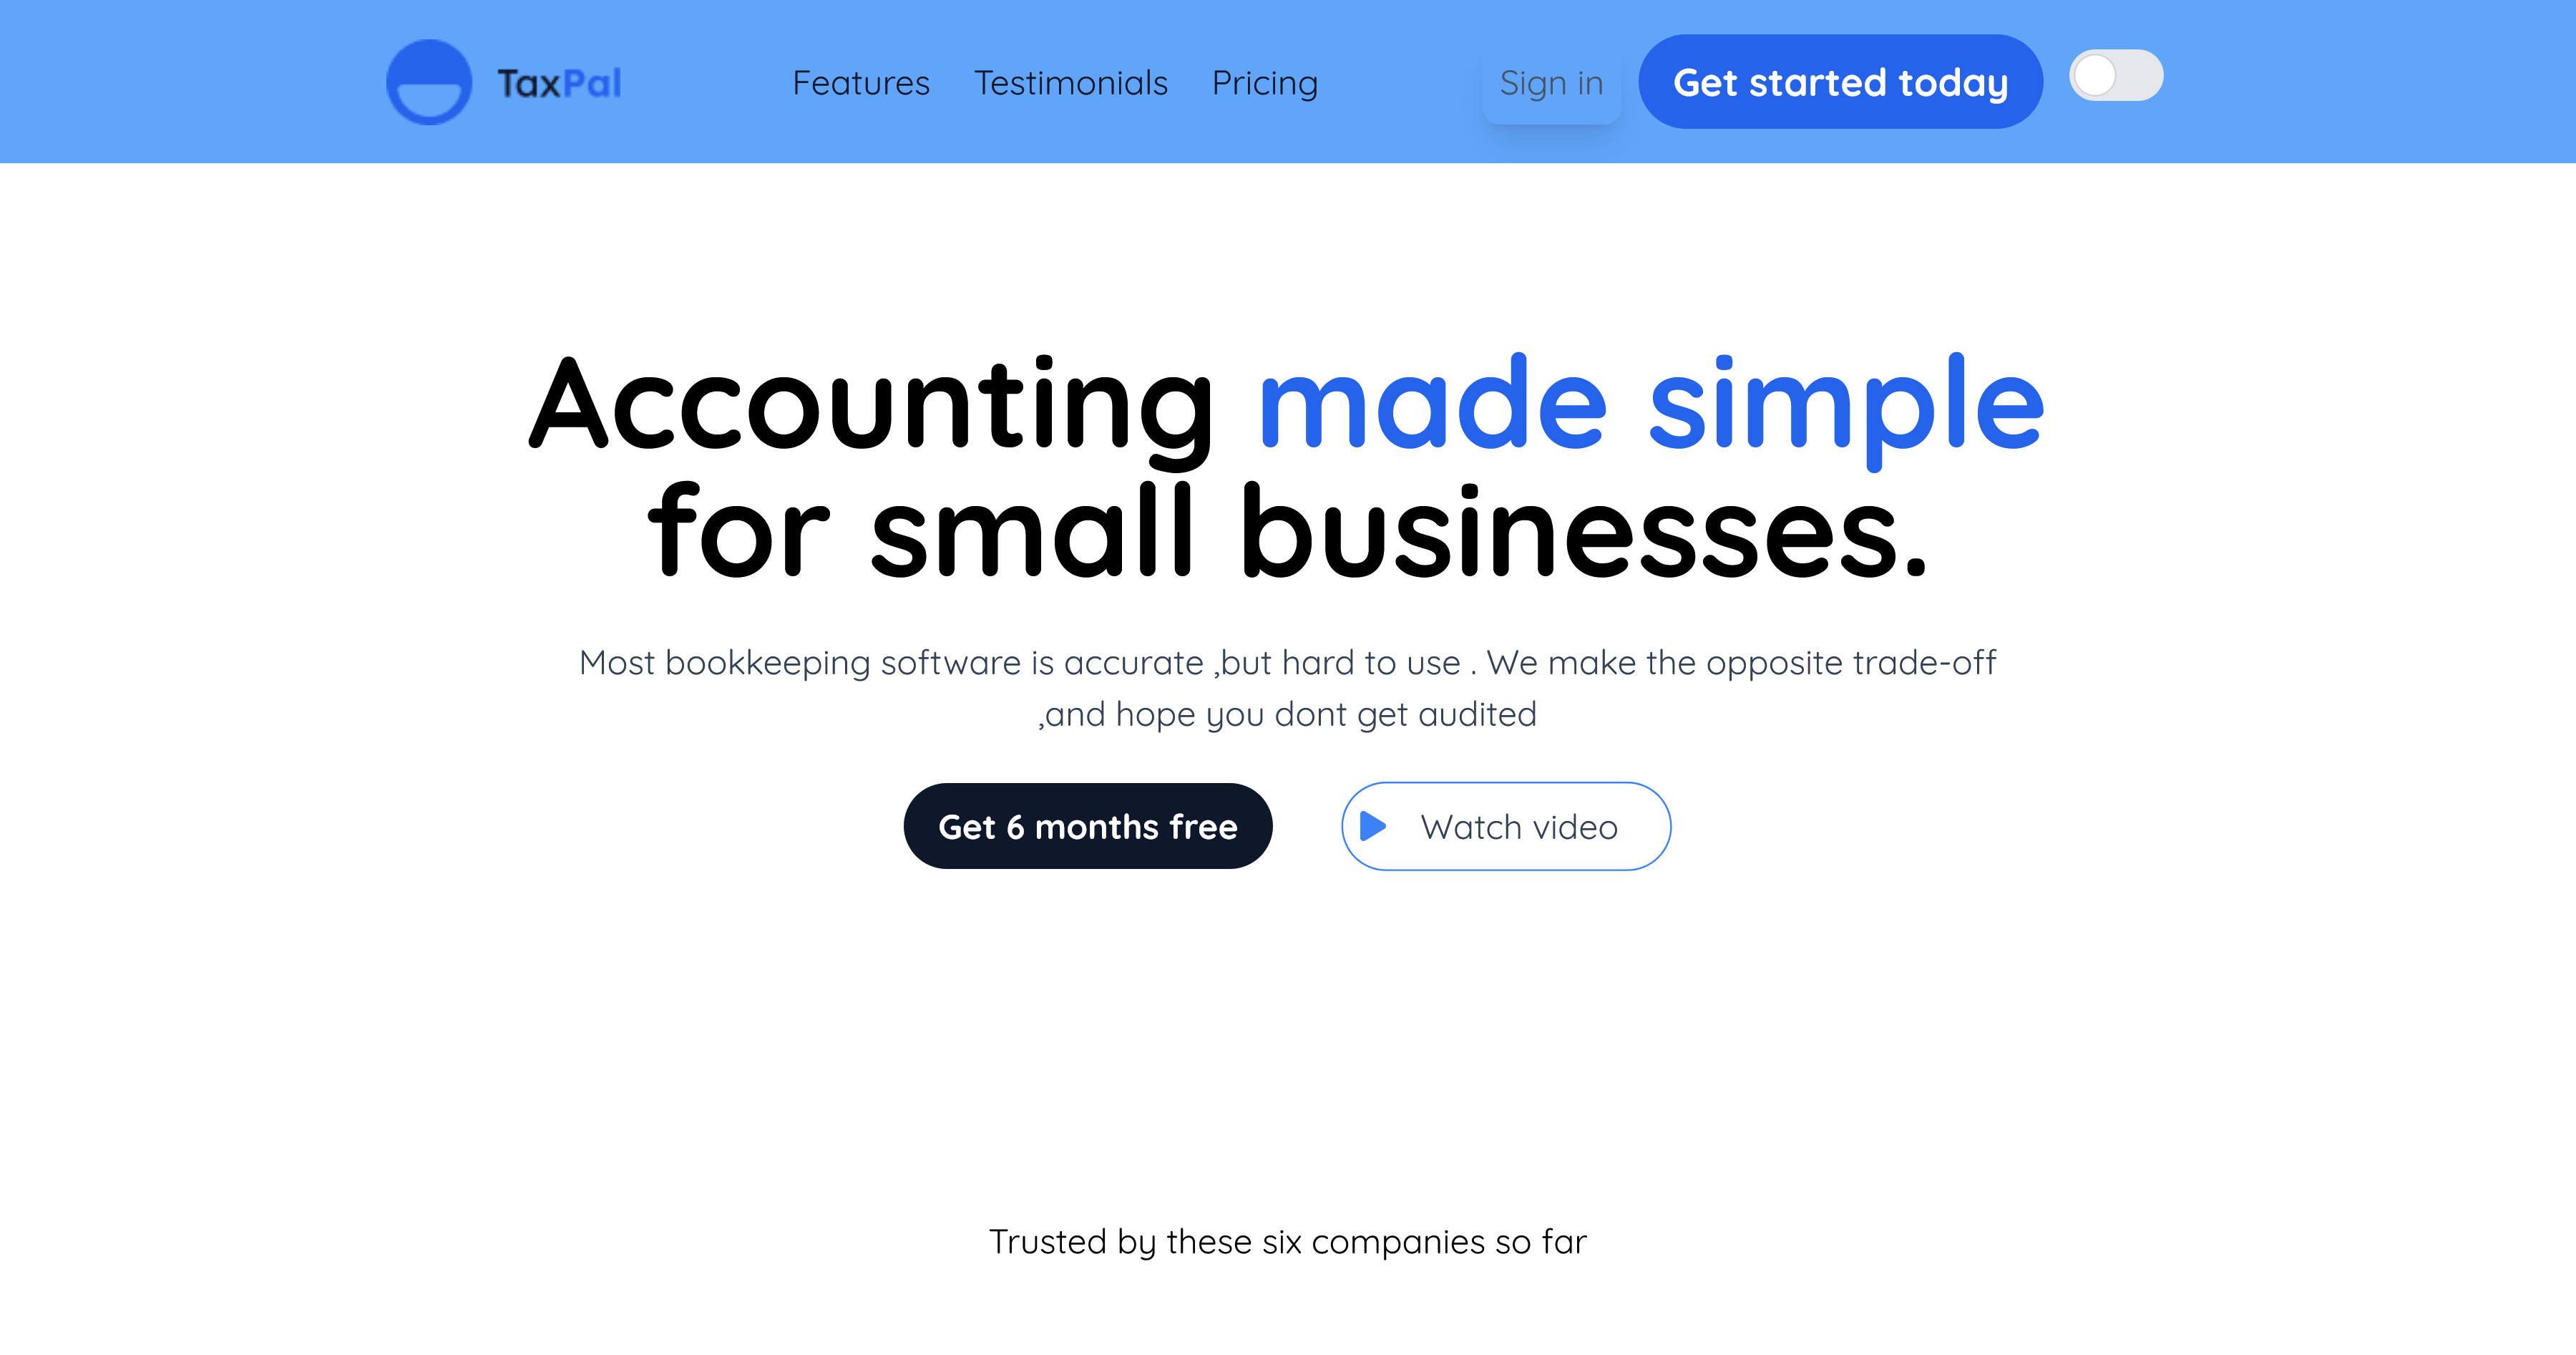 TaxPal
Features Testimonials Pricing
Sign in
Get started today
Accounting made simple
for small businesses.
Most bookkeeping software is accurate ,but hard to use . We make the opposite trade-off
,and hope you dont get audited
Get 6 months free
Watch video
Trusted by these six companies so far